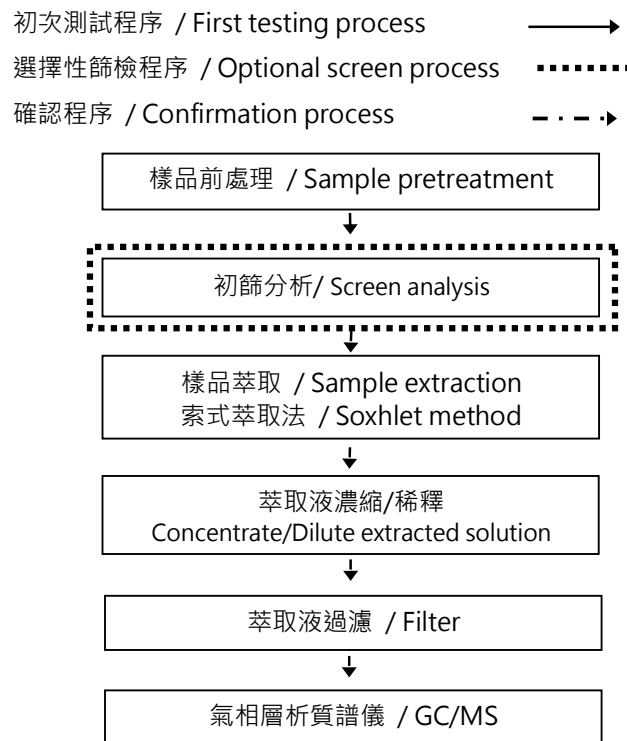 初次測試程序 / First testing process
選擇性篩檢程序 / Optional screen process
確認程序 / Confirmation process
樣品前處理 / Sample pretreatment
初篩分析/ Screen analysis
樣品萃取 / Sample extraction
索式萃取法 / Soxhlet method
萃取液濃縮/稀釋
Concentrate/Dilute extracted solution
萃取液過濾 / Filter
氣相層析質譜儀 / GC/MS